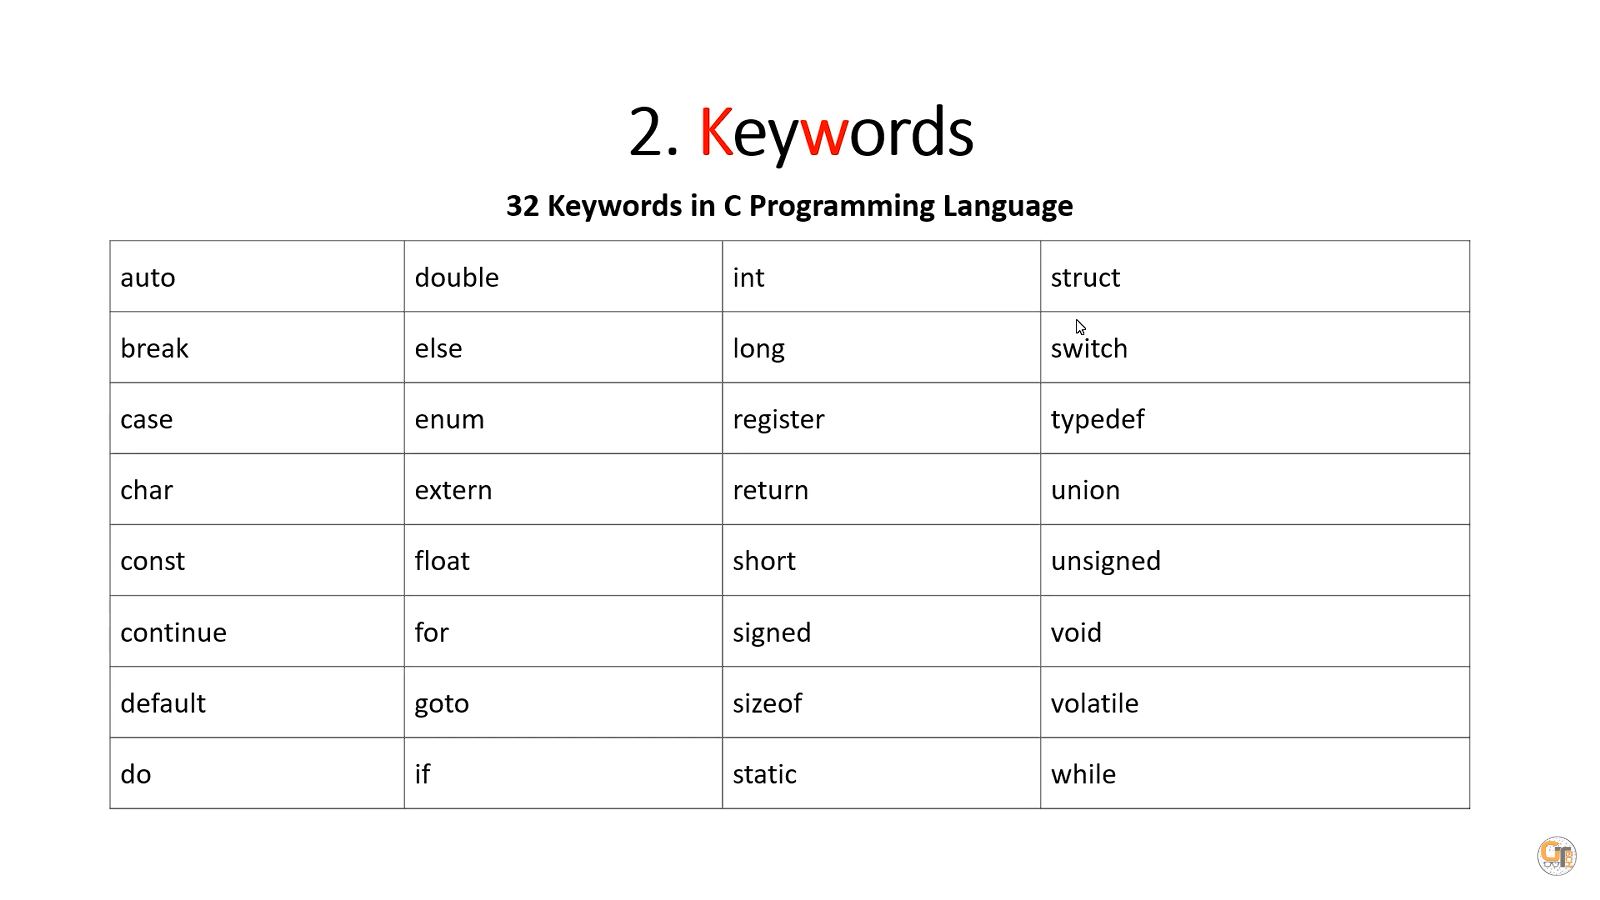 2. Keywords
32 Keywords in C Programming Language
auto double int struct
break else long switch
case enum register typedef
char extern return union
const float short unsigned
continue for signed void
default goto sizeof volatile
do if static while